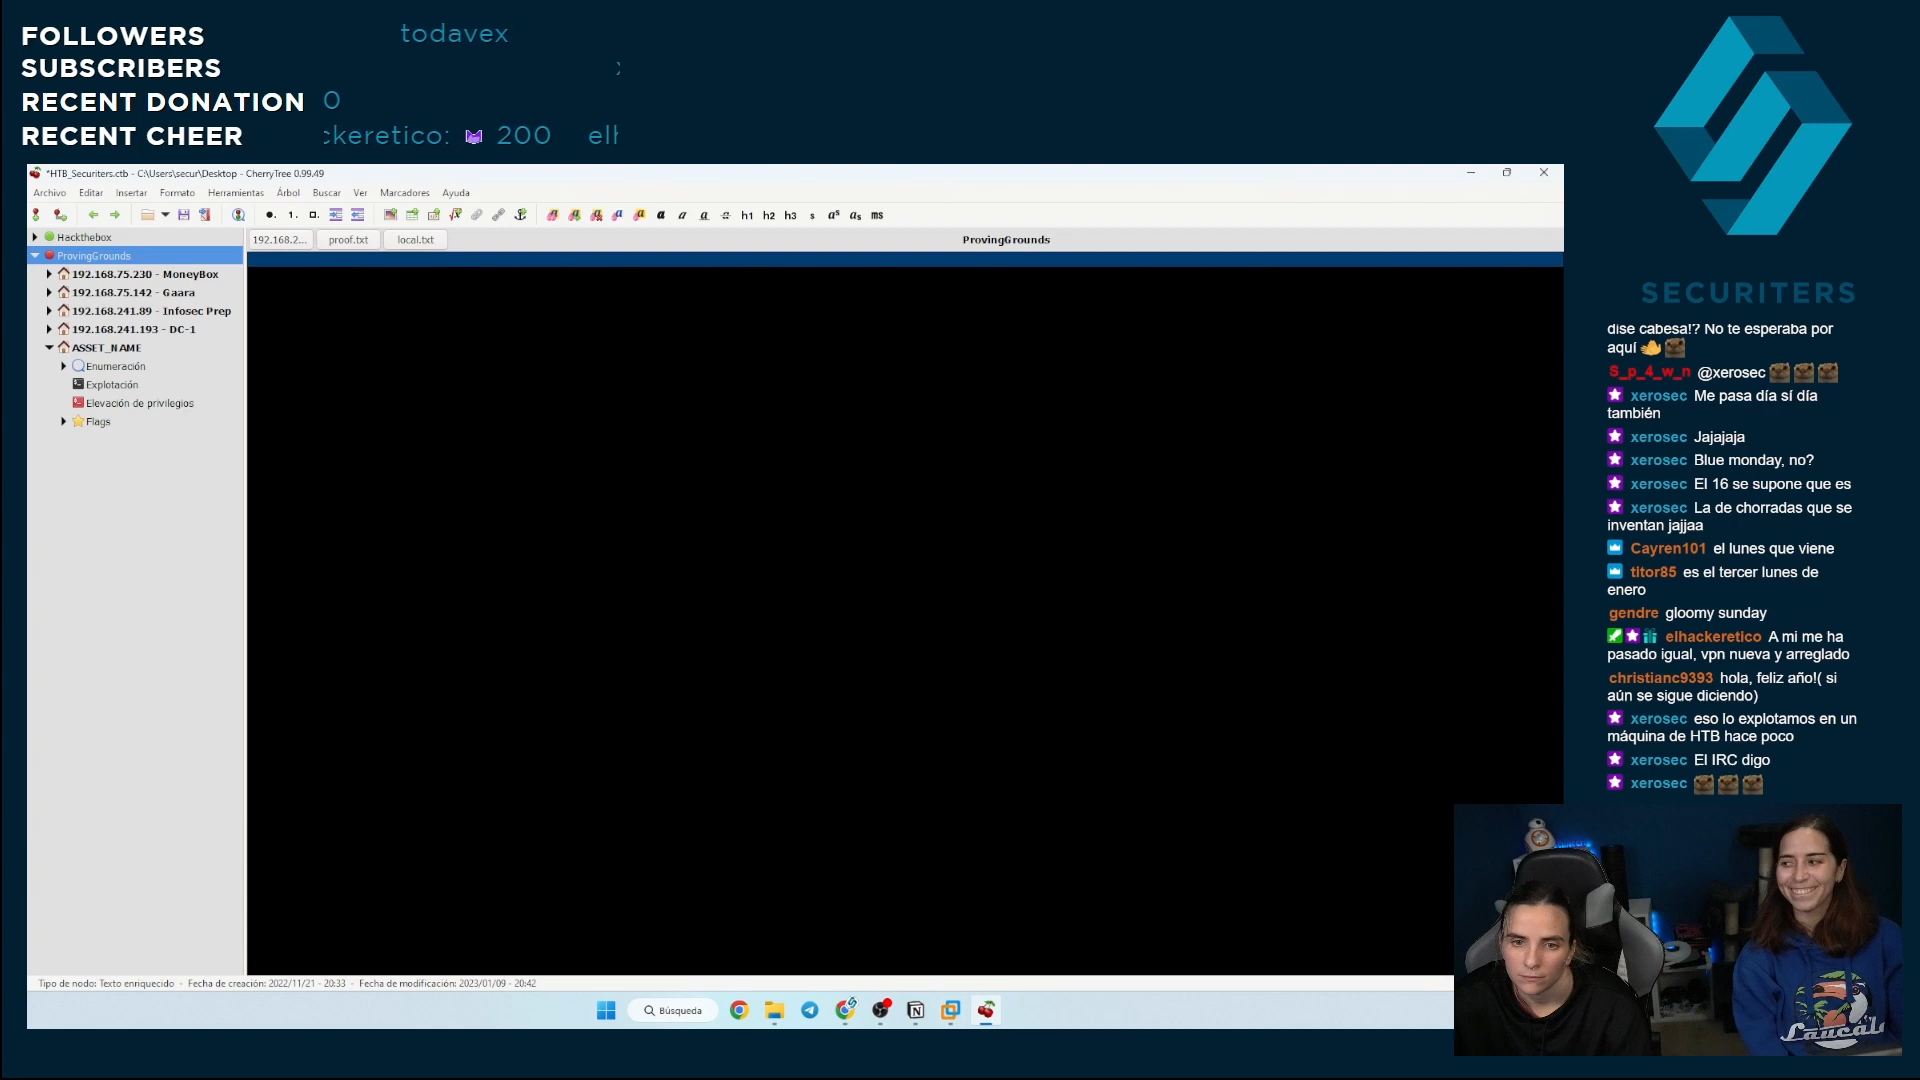 FOLLOWERS
todavex
SUBSCRIBERS
RECENT DONATION 0
RECENT CHEER ckeretico: 200 elh
*HTB_Securiters.ctb - C:\Users\secur\Desktop - CherryTree 0.99.49
Archivo Editar Insertar Formato Herramientas Árbol Buscar Ver Marcadores Ayuda
1. a a a a a a a a a h1 h2 h3 s aˢ aₛ ms
Hackthebox
192.168.2... proof.txt local.txt
ProvingGrounds
ProvingGrounds
192.168.75.230 - MoneyBox
192.168.75.142 - Gaara
192.168.241.89 - Infosec Prep
192.168.241.193 - DC-1
ASSET_NAME
Enumeración
Explotación
Elevación de privilegios
Flags
Tipo de nodo: Texto enriquecido - Fecha de creación: 2022/11/21 - 20:33 - Fecha de modificación: 2023/01/09 - 20:42
Búsqueda
SECURITERS
dise cabesa!? No te esperaba por
aquí
S_p_4_w_n @xerosec
xerosec Me pasa día sí día
también
xerosec Jajajaja
xerosec Blue monday, no?
xerosec El 16 se supone que es
xerosec La de chorradas que se
inventan jajjaa
Cayren101 el lunes que viene
titor85 es el tercer lunes de
enero
gendre gloomy sunday
elhackeretico A mi me ha
pasado igual, vpn nueva y arreglado
christianc9393 hola, feliz año!( si
aún se sigue diciendo)
xerosec eso lo explotamos en un
máquina de HTB hace poco
xerosec El IRC digo
xerosec